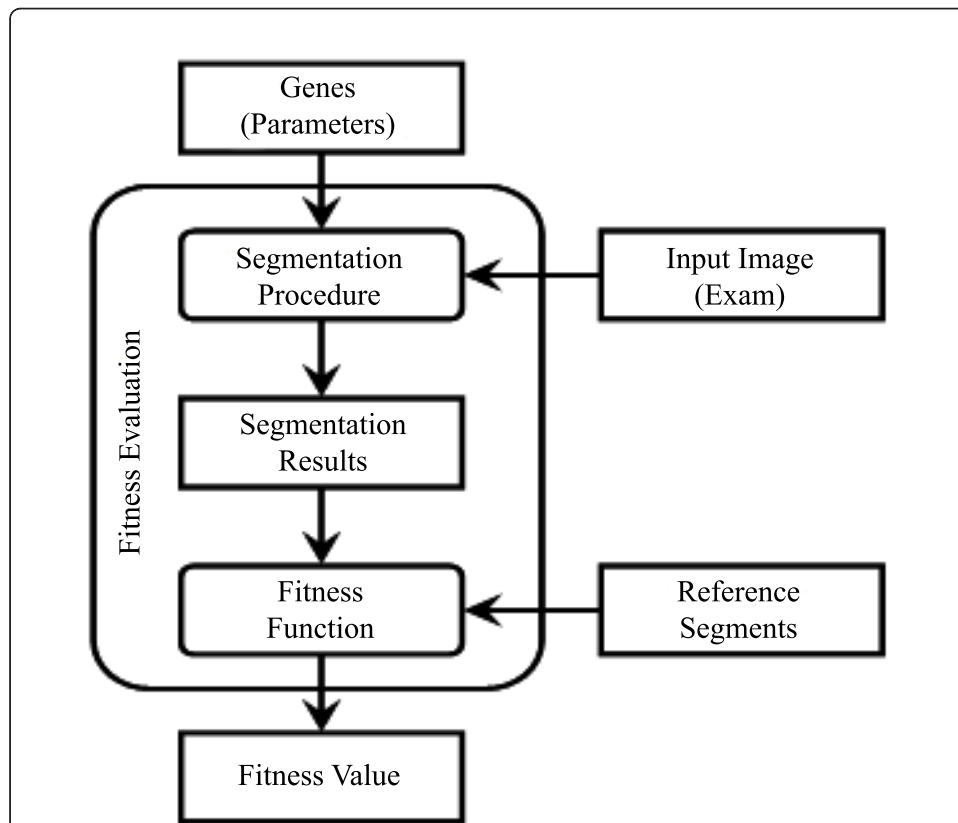 Genes
(Parameters)
Segmentation
Procedure
Input Image
(Exam)
Fitness Evaluation
Segmentation
Results
Fitness
Function
Reference
Segments
Fitness Value